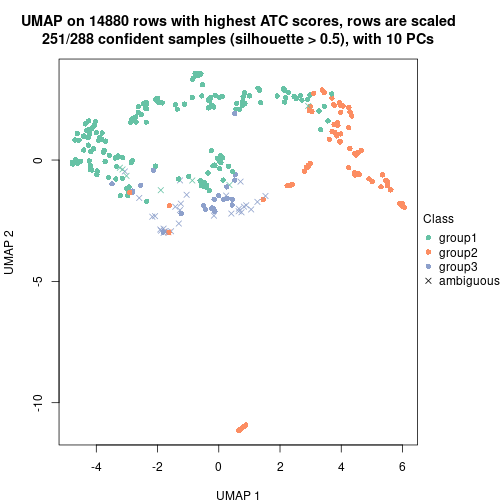 UMAP on 14880 rows with highest ATC scores, rows are scaled
251/288 confident samples (silhouette > 0.5), with 10 PCs
0
-5
-10
UMAP 2
-4
-2
0
2
4
6
UMAP 1
Class
group1
group2
group3
ambiguous